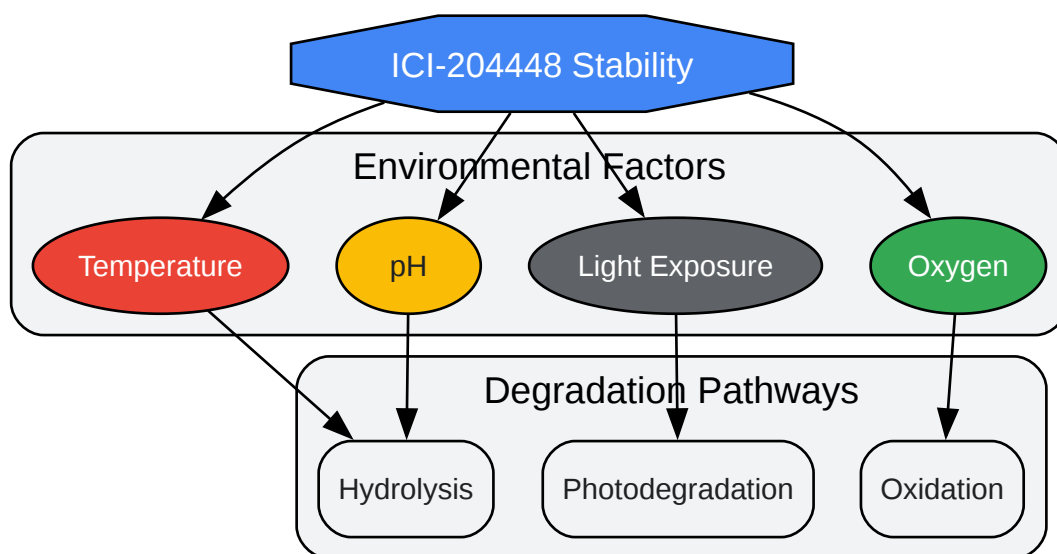 ICI-204448 Stability
Environmental Factors
Temperature
pH
Light Exposure
Oxygen
Degradation Pathways
Hydrolysis
Photodegradation
Oxidation